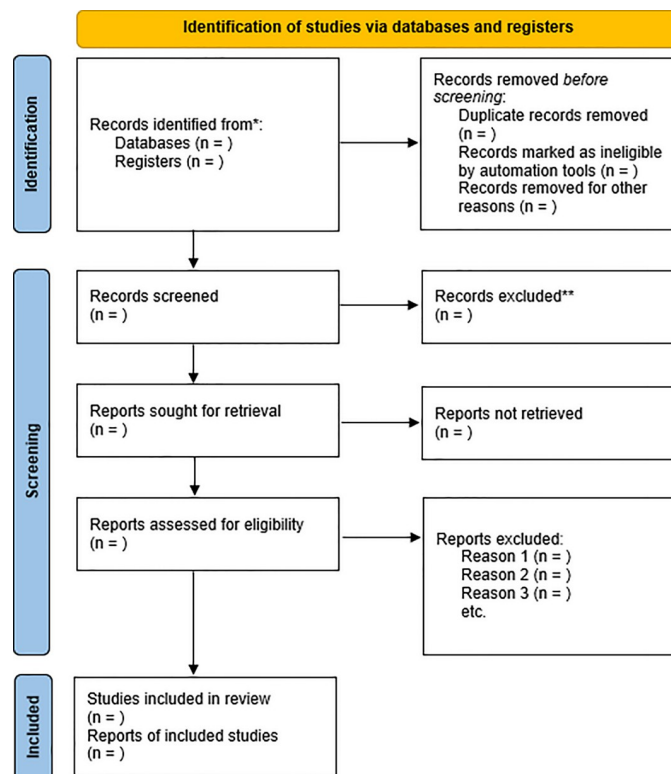 Identification of studies via databases and registers
Identification
Records identified from*:
Databases (n = )
Registers (n = )
Records removed before
screening:
Duplicate records removed
(n = )
Records marked as ineligible
by automation tools (n = )
Records removed for other
reasons (n = )
Screening
Records screened
(n = )
Records excluded**
(n = )
Reports sought for retrieval
(n = )
Reports not retrieved
(n = )
Reports assessed for eligibility
(n = )
Reports excluded:
Reason 1 (n = )
Reason 2 (n = )
Reason 3 (n = )
etc.
Included
Studies included in review
(n = )
Reports of included studies
(n = )